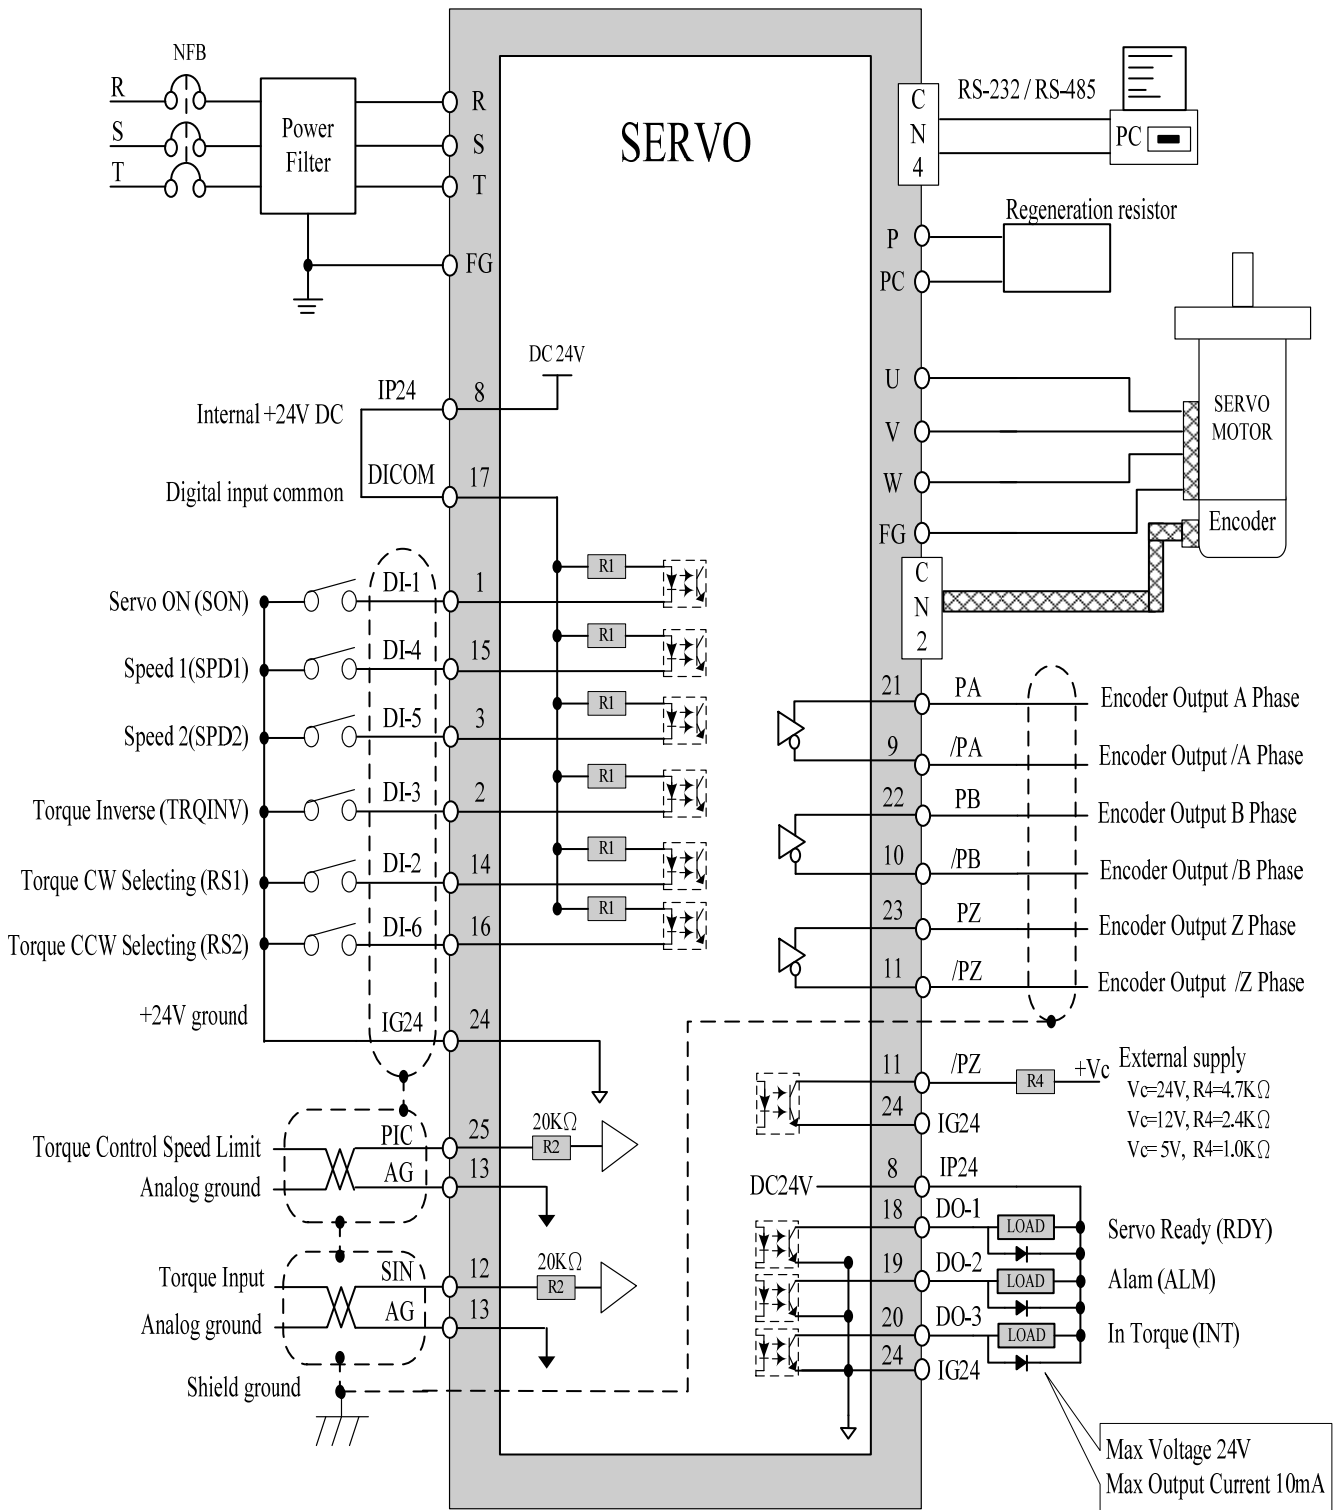 NFB
R
S
T
Power
Filter
R
S
T
FG
SERVO
C
N
4
RS-232 / RS-485
PC
Regeneration resistor
P
PC
U
V
W
FG
SERVO
MOTOR
Encoder
C
N
2
DC 24V
Internal +24V DC
IP24
8
Digital input common
DICOM
17
R1
Servo ON (SON)
DI-1
1
R1
Speed 1(SPD1)
DI-4
15
R1
Speed 2(SPD2)
DI-5
3
R1
Torque Inverse (TRQINV)
DI-3
2
R1
Torque CW Selecting (RS1)
DI-2
14
R1
Torque CCW Selecting (RS2)
DI-6
16
+24V ground
IG24
24
Torque Control Speed Limit
PIC
25
20KΩ
R2
Analog ground
AG
13
Torque Input
SIN
12
20KΩ
R2
Analog ground
AG
13
Shield ground
21
PA
Encoder Output A Phase
9
/PA
Encoder Output /A Phase
22
PB
Encoder Output B Phase
10
/PB
Encoder Output /B Phase
23
PZ
Encoder Output Z Phase
11
/PZ
Encoder Output /Z Phase
11
/PZ
R4
+Vc
External supply
Vc=24V, R4=4.7KΩ
Vc=12V, R4=2.4KΩ
Vc= 5V, R4=1.0KΩ
24
IG24
DC24V
8
IP24
18
DO-1
LOAD
Servo Ready (RDY)
19
DO-2
LOAD
Alam (ALM)
20
DO-3
LOAD
In Torque (INT)
24
IG24
Max Voltage 24V
Max Output Current 10mA